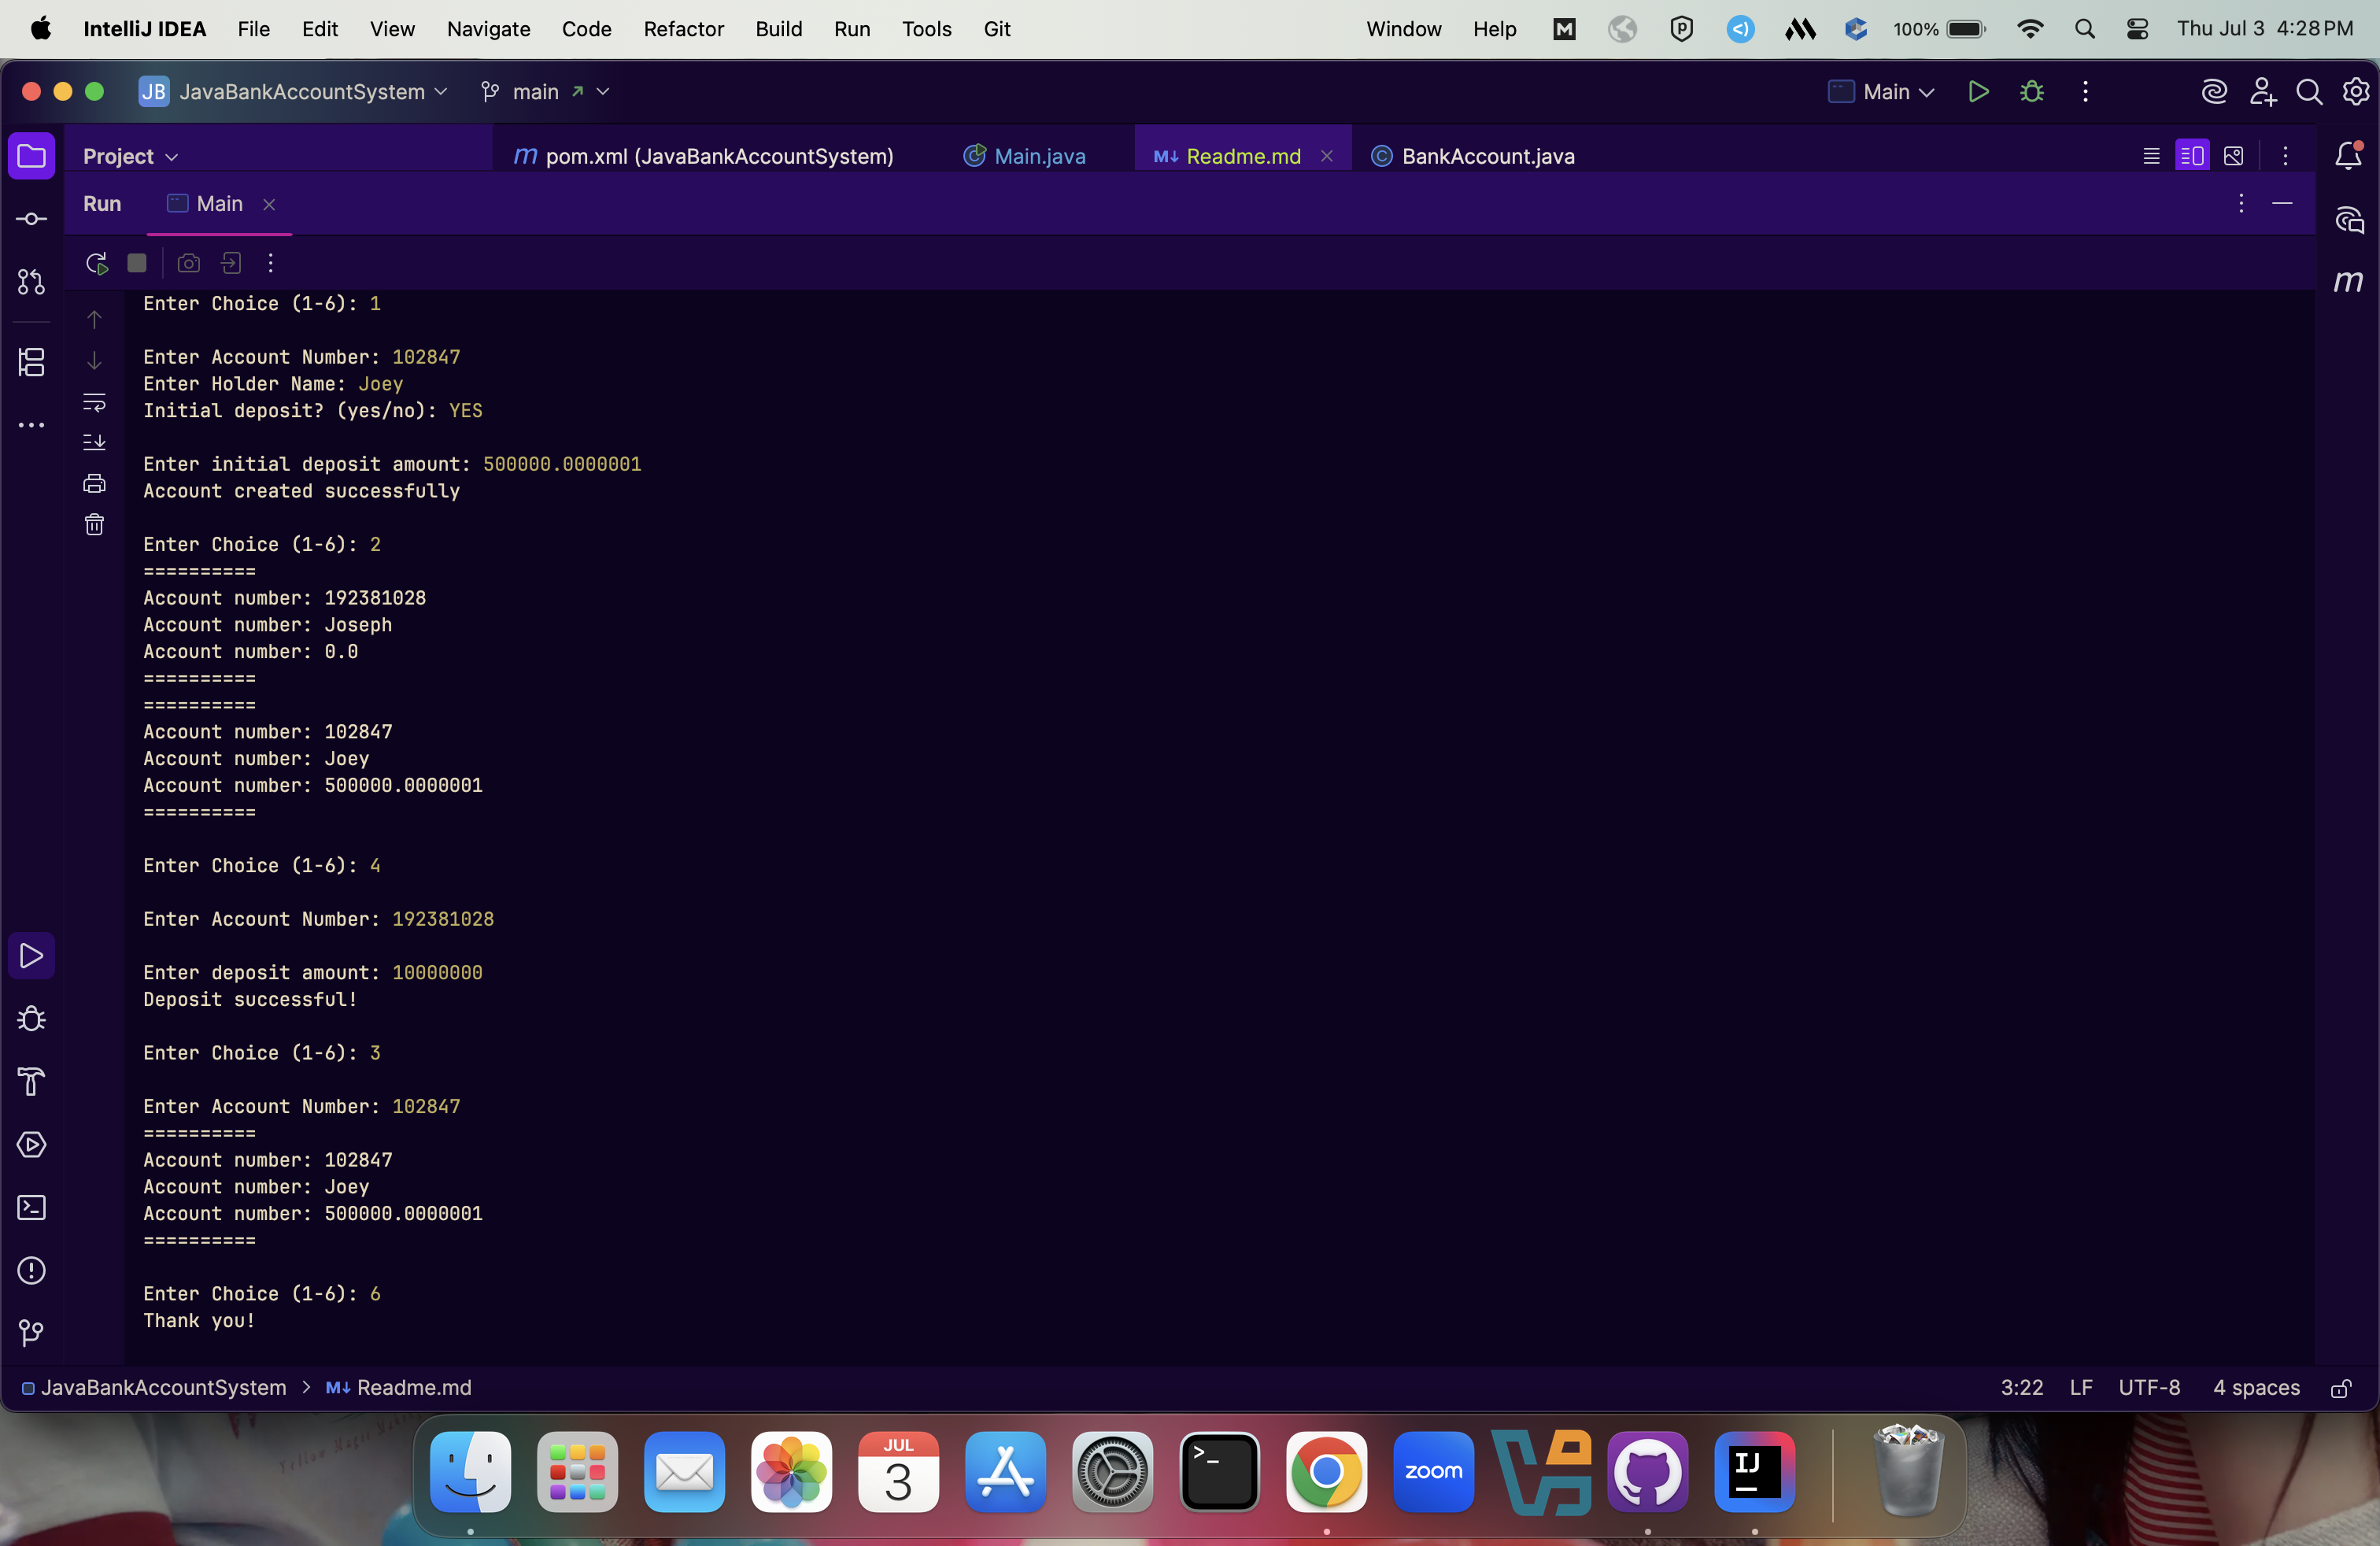 IntelliJ IDEA File Edit View Navigate Code Refactor Build Run Tools Git Window Help 100% Thu Jul 3 4:28 PM
JB JavaBankAccountSystem main Main
Project pom.xml (JavaBankAccountSystem) Main.java M↓ Readme.md BankAccount.java
Run Main
Enter Choice (1-6): 1
Enter Account Number: 102847
Enter Holder Name: Joey
Initial deposit? (yes/no): YES
Enter initial deposit amount: 500000.0000001
Account created successfully
Enter Choice (1-6): 2
==========
Account number: 192381028
Account number: Joseph
Account number: 0.0
==========
==========
Account number: 102847
Account number: Joey
Account number: 500000.0000001
==========
Enter Choice (1-6): 4
Enter Account Number: 192381028
Enter deposit amount: 10000000
Deposit successful!
Enter Choice (1-6): 3
Enter Account Number: 102847
==========
Account number: 102847
Account number: Joey
Account number: 500000.0000001
==========
Enter Choice (1-6): 6
Thank you!
JavaBankAccountSystem > M↓ Readme.md 3:22 LF UTF-8 4 spaces
JUL
3
zoom
IJ